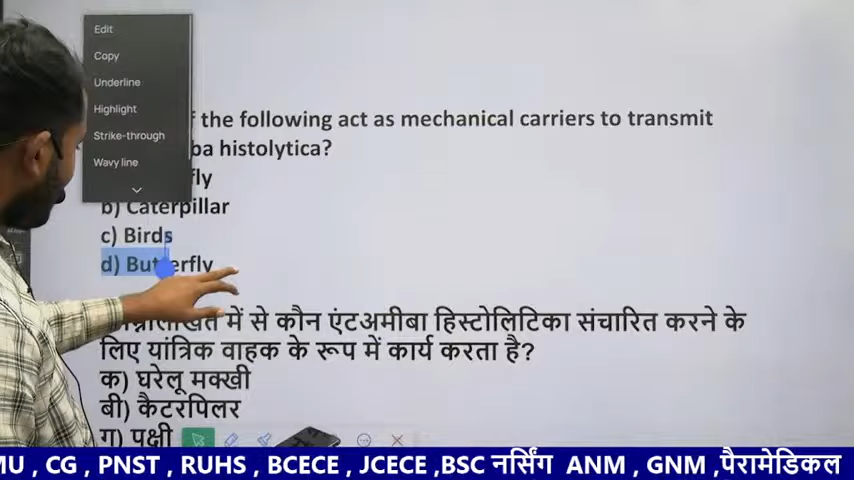 Edit
Copy
Underline
Highlight
Strike-through
Wavy line
f the following act as mechanical carriers to transmit
ba histolytica?
fly
b) Caterpillar
c) Birds
d) Butterfly
में से कौन एंटअमीबा हिस्टोलिटिका संचारित करने के
लिए यांत्रिक वाहक के रूप में कार्य करता है?
क) घरेलू मक्खी
बी) कैटरपिलर
ग) पक्षी
MU , CG , PNST , RUHS , BCECE , JCECE ,BSC नर्सिंग ANM , GNM ,पैरामेडिकल